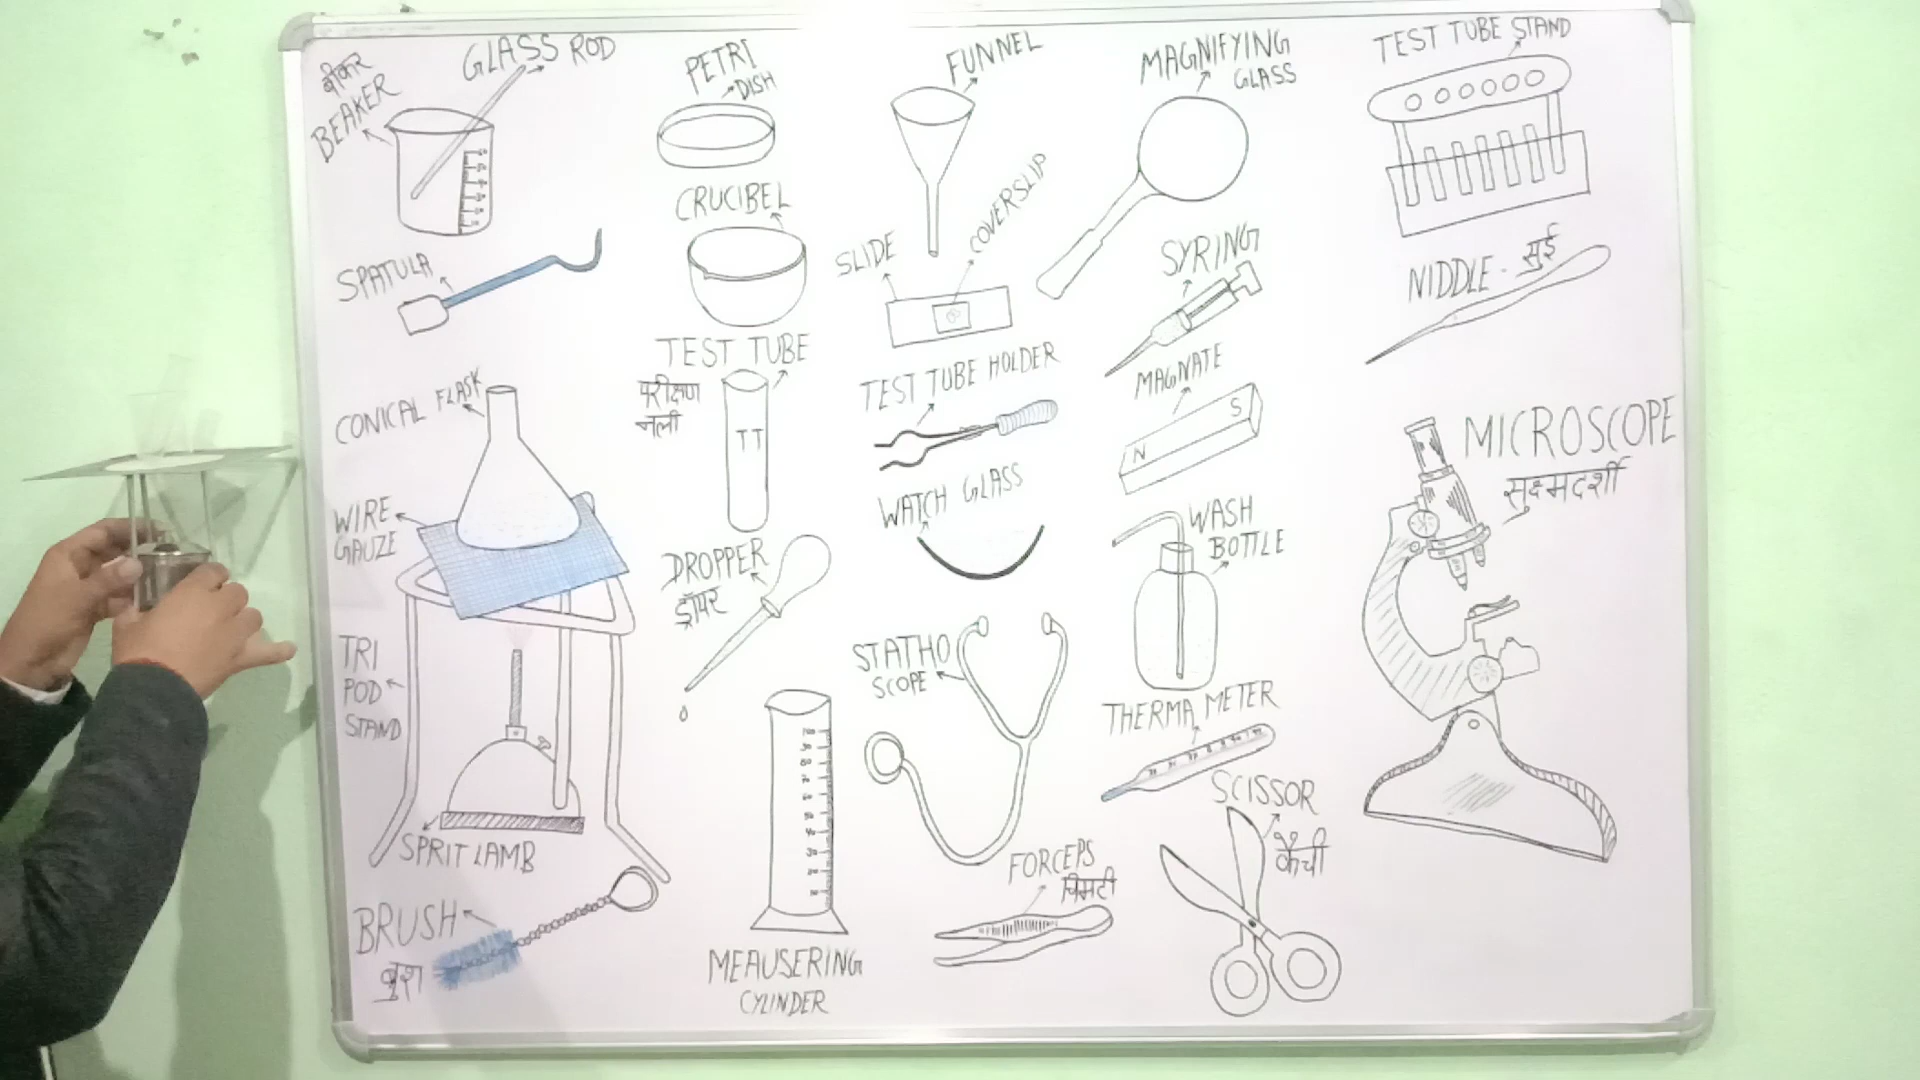 बीकर
BEAKER
GLASS ROD
PETRI
DISH
FUNNEL
MAGNIFYING
GLASS
TEST TUBE STAND
SPATULA
CRUCIBEL
SLIDE
COVERSLIP
SYRING
NIDDLE - सुई
CONICAL FLASK
TEST TUBE
परीक्षण
नली
TT
TEST TUBE HOLDER
MAGNATE
N
S
MICROSCOPE
सुक्ष्मदर्शी
WIRE
GAUZE
DROPPER
ड्रॉपर
WATCH GLASS
WASH
BOTTLE
TRI
POD
STAND
STATHO
SCOPE
THERMA METER
SPRIT LAMB
SCISSOR
कैंची
BRUSH
ब्रुश
MEAUSERING
CYLINDER
FORCEPS
चिमटी